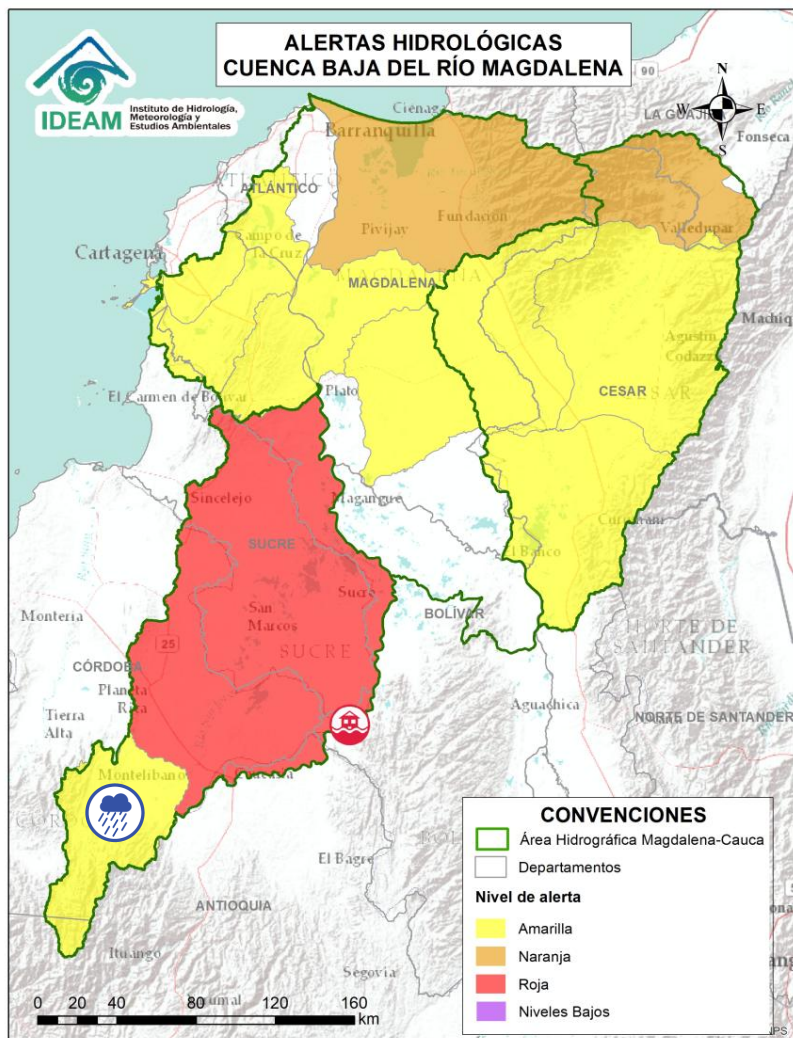 ALERTAS HIDROLÓGICAS
CUENCA BAJA DEL RÍO MAGDALENA
IDEAM
Instituto de Hidrología,
Meteorología y
Estudios Ambientales
90
N
W
E
S
Ciénaga
LA GUAJIRA
Fonseca
Barranquilla
ATLÁNTICO
Pivijay
Fundación
Valledupar
Cartagena
Campo de
la Cruz
MAGDALENA
MAGDALENA
Machiq
Agustín
Codazzi
El Carmen de Bolívar
Plato
CESAR
Sincelejo
Magangue
SUCRE
El Banco
Sucre
BOLÍVAR
Montería
San
Marcos
SUCRE
NORTE DE
SANTANDER
25
CÓRDOBA
Planeta
Rica
Tierra
Alta
Aguachica
NORTE DE SANTANDER
Montelíbano
El Bagre
ANTIOQUIA
Ituango
Segovia
CONVENCIONES
Área Hidrográfica Magdalena-Cauca
Departamentos
Nivel de alerta
Amarilla
Naranja
Roja
Niveles Bajos
0 20 40 80 120 160
km